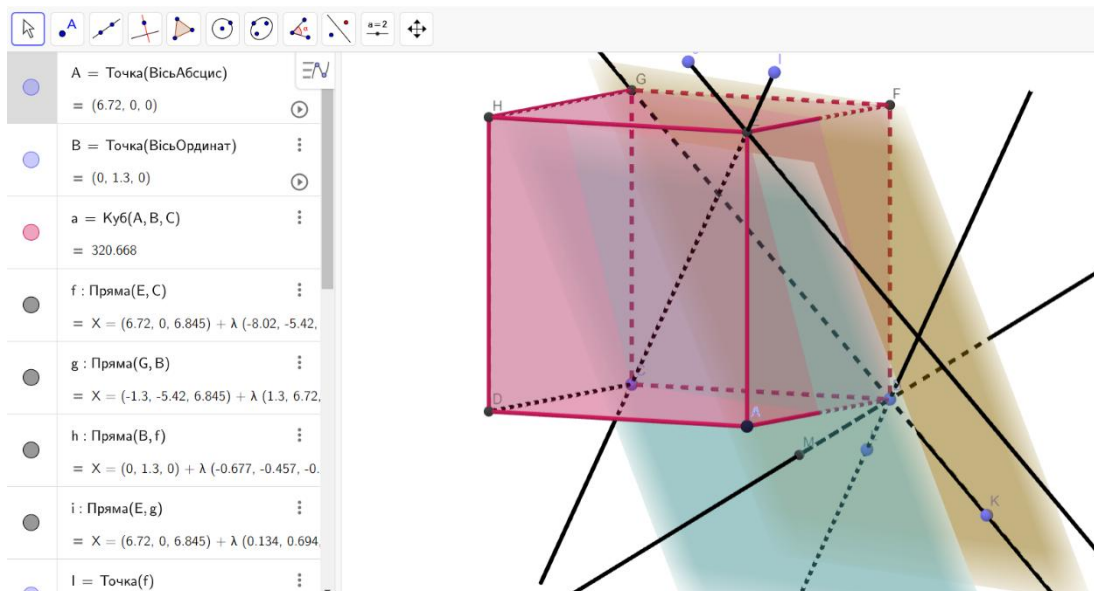 A
α
a=2
A = Точка(ВісьАбсцис)
= (6.72, 0, 0)
B = Точка(ВісьОрдинат)
= (0, 1.3, 0)
a = Куб(A, B, C)
= 320.668
f : Пряма(E, C)
= X = (6.72, 0, 6.845) + λ (-8.02, -5.42,
g : Пряма(G, B)
= X = (-1.3, -5.42, 6.845) + λ (1.3, 6.72,
h : Пряма(B, f)
= X = (0, 1.3, 0) + λ (-0.677, -0.457, -0.
i : Пряма(E, g)
= X = (6.72, 0, 6.845) + λ (0.134, 0.694,
I = Точка(f)
I
G
F
H
D
A
M
K